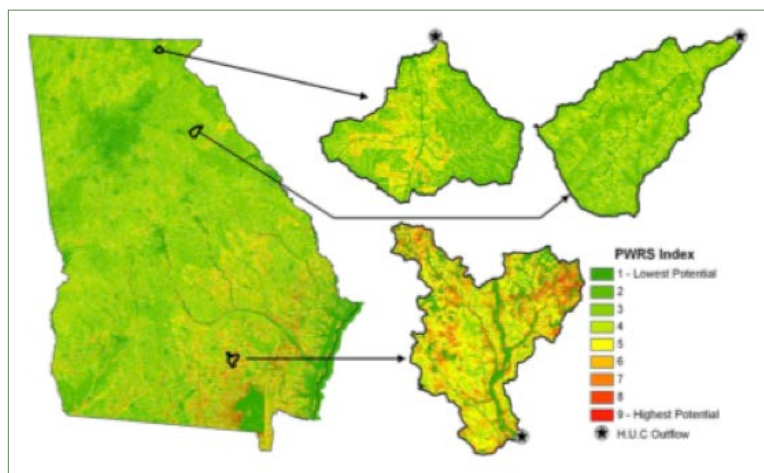 PWRS Index
1 - Lowest Potential
2
3
4
5
6
7
8
9 - Highest Potential
H.U.C Outflow